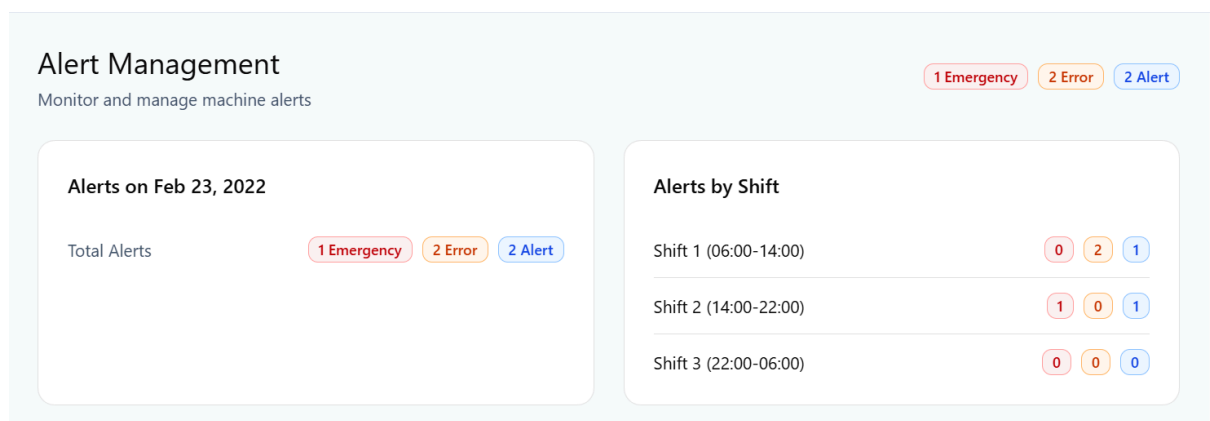 Alert Management
1 Emergency 2 Error 2 Alert
Monitor and manage machine alerts
Alerts on Feb 23, 2022
Total Alerts 1 Emergency 2 Error 2 Alert
Alerts by Shift
Shift 1 (06:00-14:00) 0 2 1
Shift 2 (14:00-22:00) 1 0 1
Shift 3 (22:00-06:00) 0 0 0